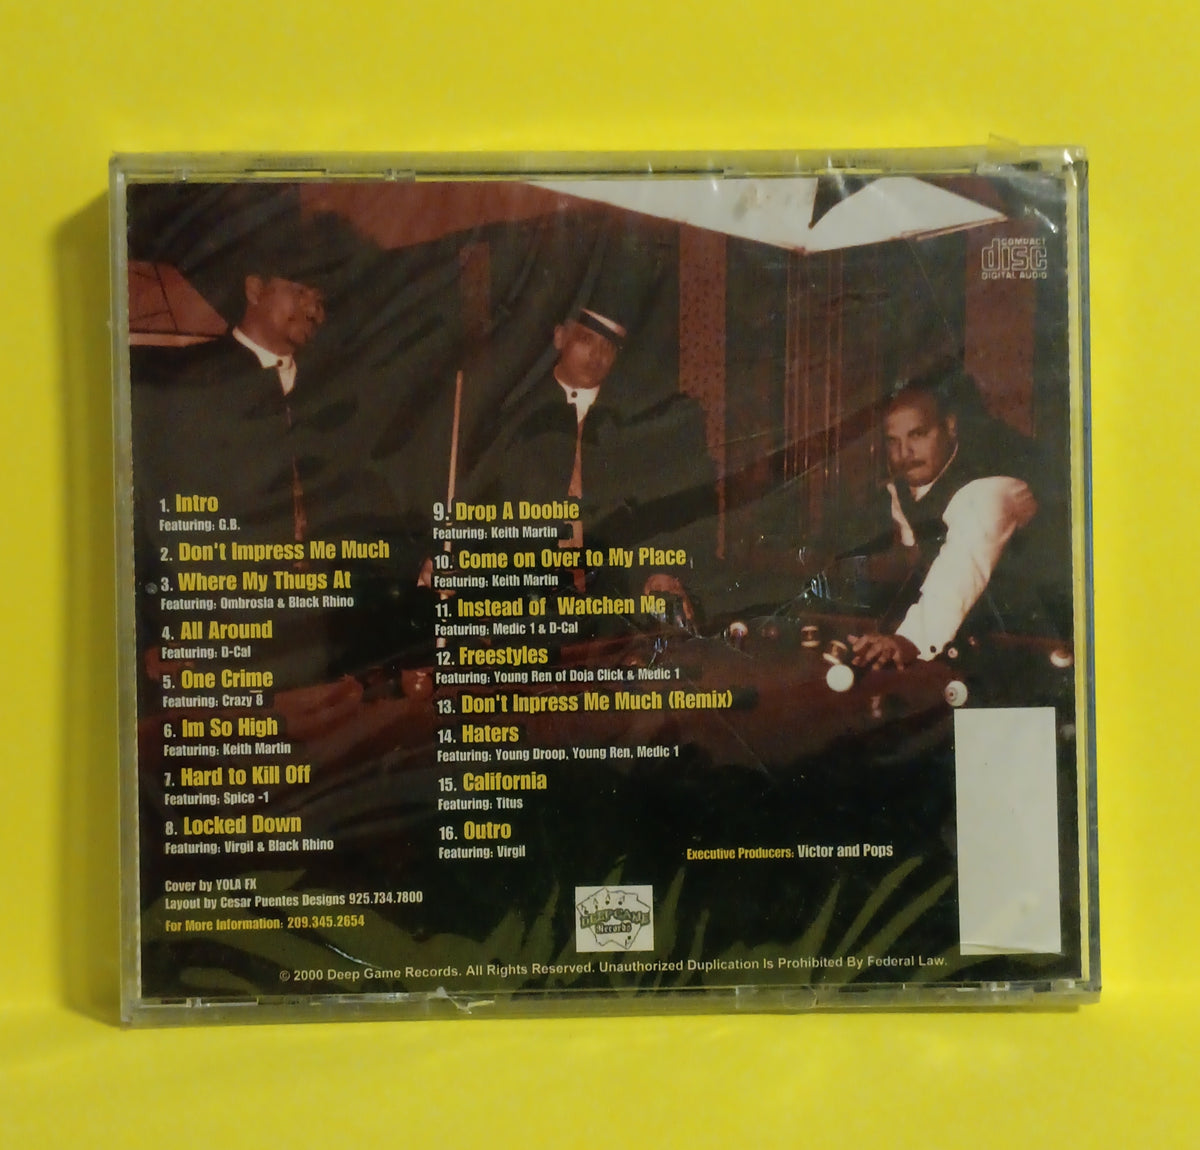 COMPACT
disc
DIGITAL AUDIO
1. Intro
Featuring: G.B.
2. Don't Impress Me Much
3. Where My Thugs At
Featuring: Ombrosia & Black Rhino
4. All Around
Featuring: D-Cal
5. One Crime
Featuring: Crazy 8
6. Im So High
Featuring: Keith Martin
7. Hard to Kill Off
Featuring: Spice -1
8. Locked Down
Featuring: Virgil & Black Rhino
9. Drop A Doobie
Featuring: Keith Martin
10. Come on Over to My Place
Featuring: Keith Martin
11. Instead of Watchen Me
Featuring: Medic 1 & D-Cal
12. Freestyles
Featuring: Young Ren of Doja Click & Medic 1
13. Don't Inpress Me Much (Remix)
14. Haters
Featuring: Young Droop, Young Ren, Medic 1
15. California
Featuring: Titus
16. Outro
Featuring: Virgil
Executive Producers: Victor and Pops
Cover by YOLA FX
Layout by Cesar Puentes Designs 925.734.7800
For More Information: 209.345.2654
DEEP GAME
Records
© 2000 Deep Game Records. All Rights Reserved. Unauthorized Duplication Is Prohibited By Federal Law.